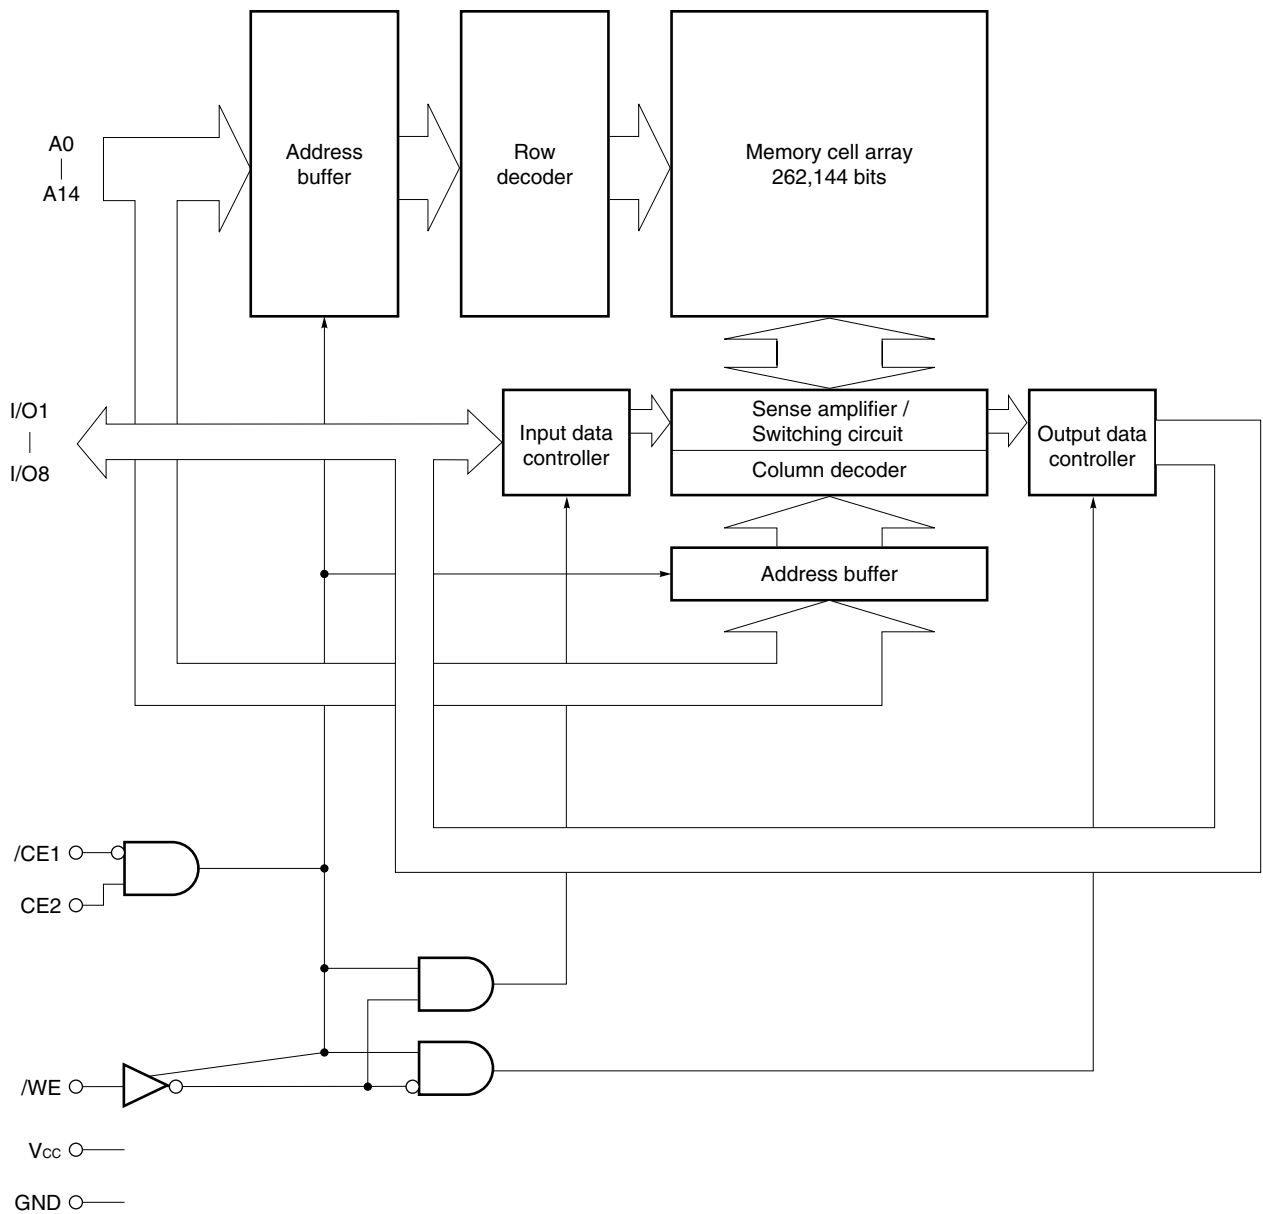 A0
A14
Address
buffer
Row
decoder
Memory cell array
262,144 bits
I/O1
I/O8
Input data
controller
Sense amplifier /
Switching circuit
Column decoder
Output data
controller
Address buffer
/CE1
CE2
/WE
VCC
GND